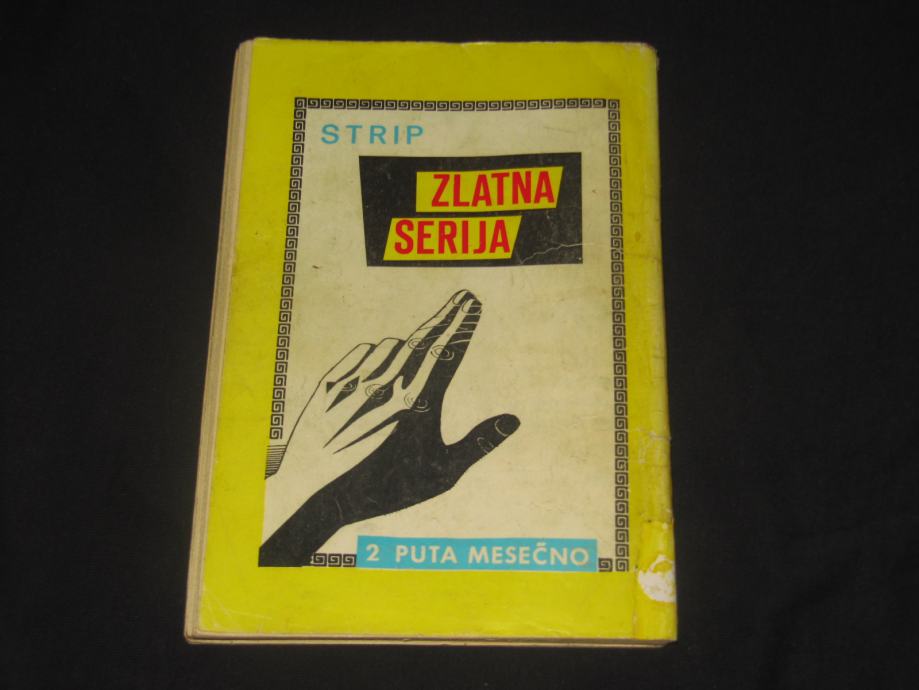 STRIP
ZLATNA
SERIJA
2 PUTA MESEČNO